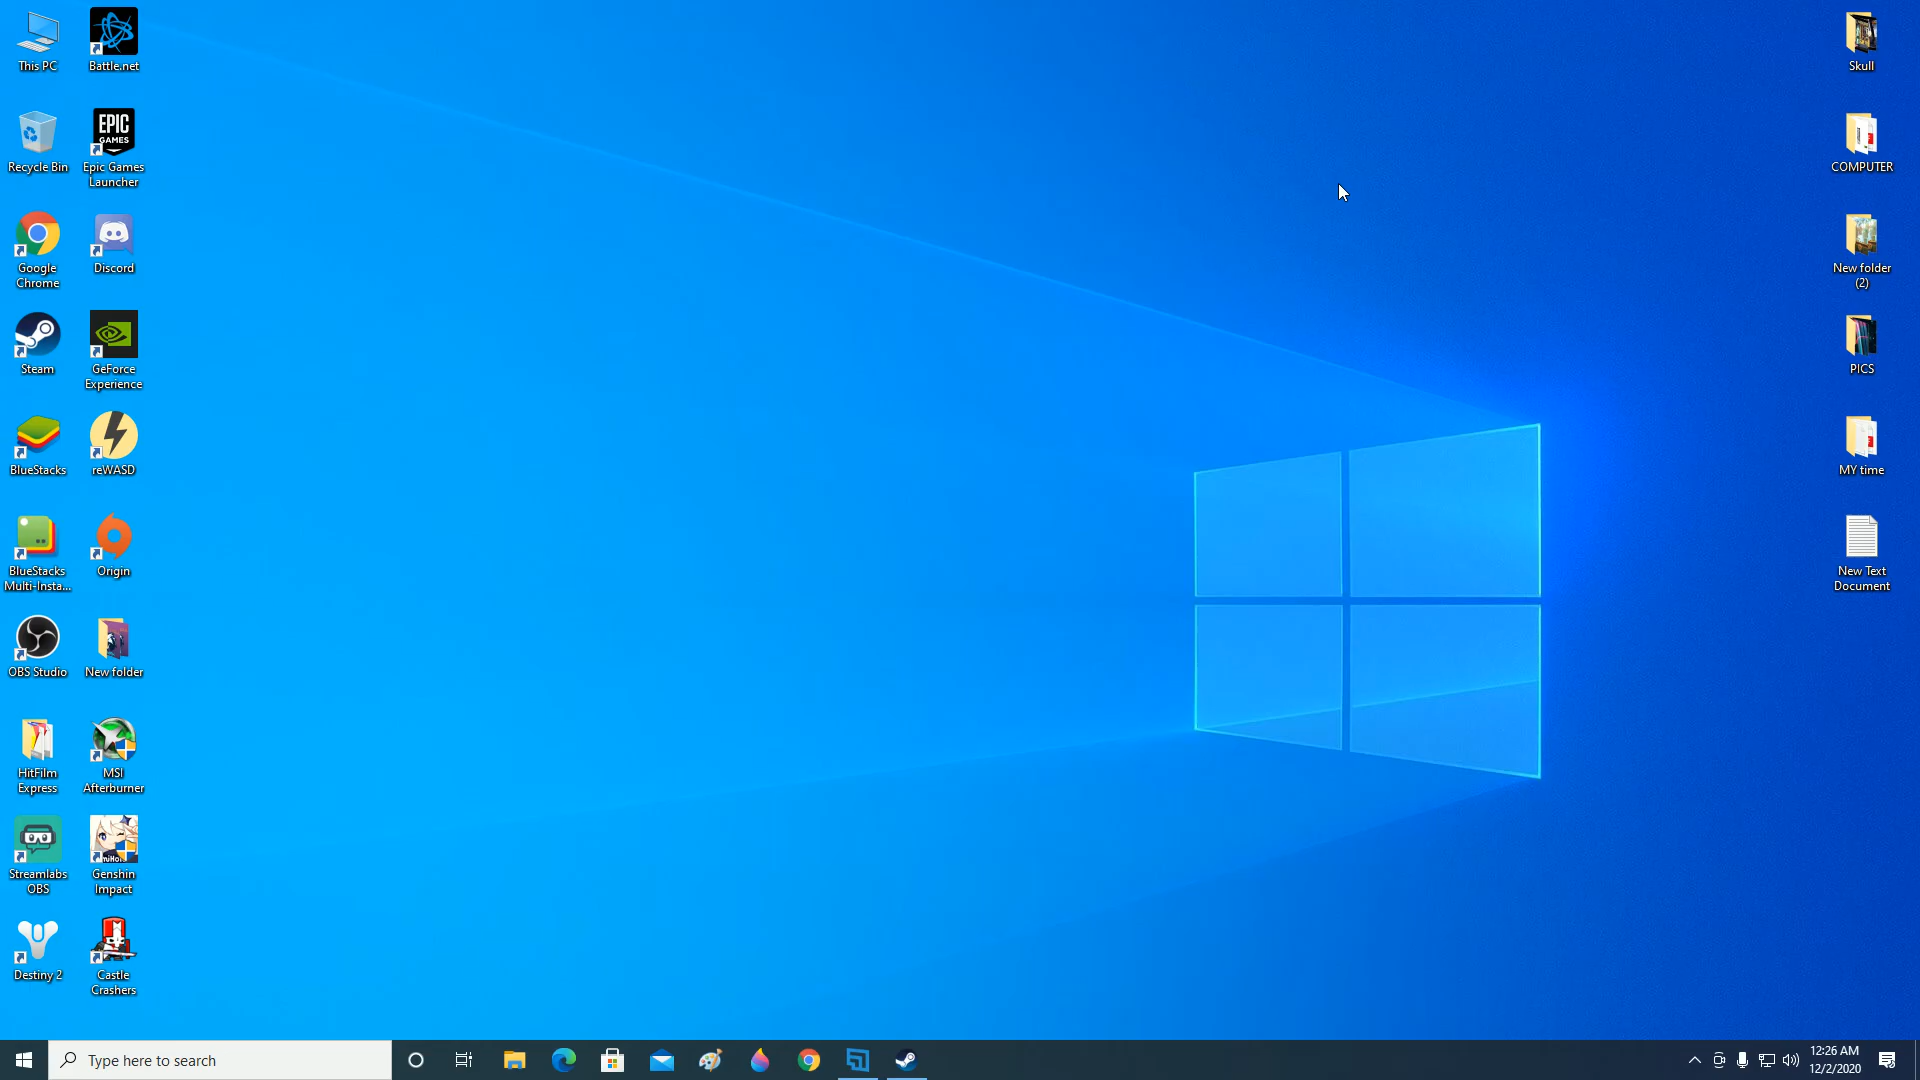 This PC
Battle.net
Recycle Bin
EPIC
GAMES
Epic Games
Launcher
Google
Chrome
Discord
Steam
GeForce
Experience
BlueStacks
reWASD
BlueStacks
Multi-Insta...
Origin
OBS Studio
New folder
HitFilm
Express
MSI
Afterburner
Streamlabs
OBS
Genshin
Impact
Destiny 2
Castle
Crashers
Skull
COMPUTER
New folder
(2)
PICS
MY time
New Text
Document
Type here to search
12:26 AM
12/2/2020